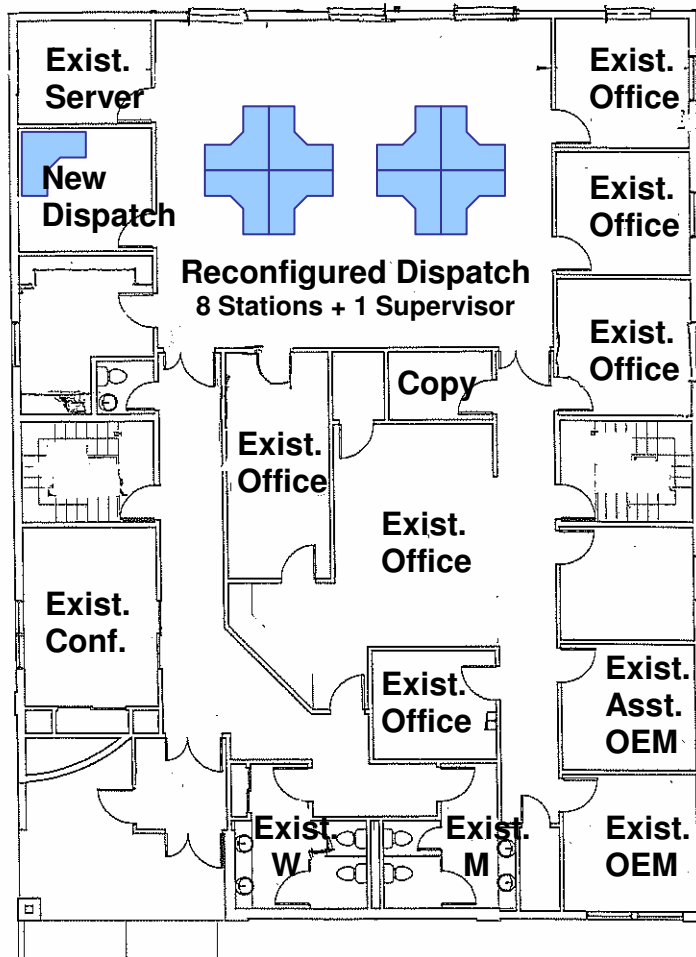 Exist.
Server
Exist.
Office
New
Dispatch
Exist.
Office
Reconfigured Dispatch
8 Stations + 1 Supervisor
Exist.
Office
Copy
Exist.
Office
Exist.
Office
Exist.
Conf.
Exist.
Office
Exist.
Asst.
OEM
Exist.
W
Exist.
M
Exist.
OEM